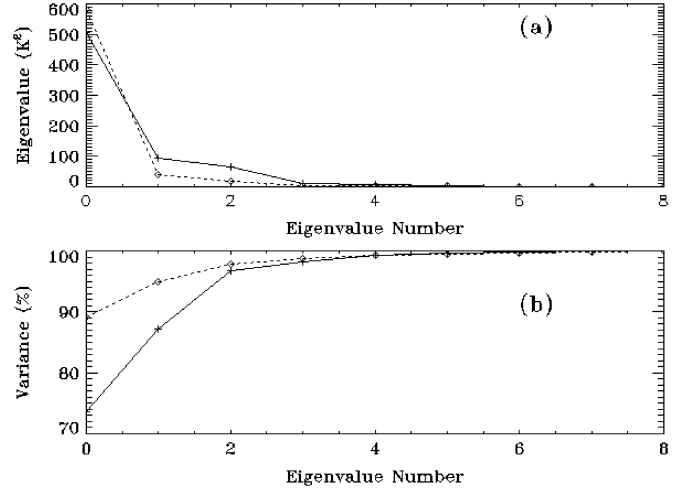 600
500
400
300
200
100
0
Eigenvalue (K²)
(a)
0 2 4 6 8
Eigenvalue Number
100
90
80
70
Variance (%)
(b)
0 2 4 6 8
Eigenvalue Number